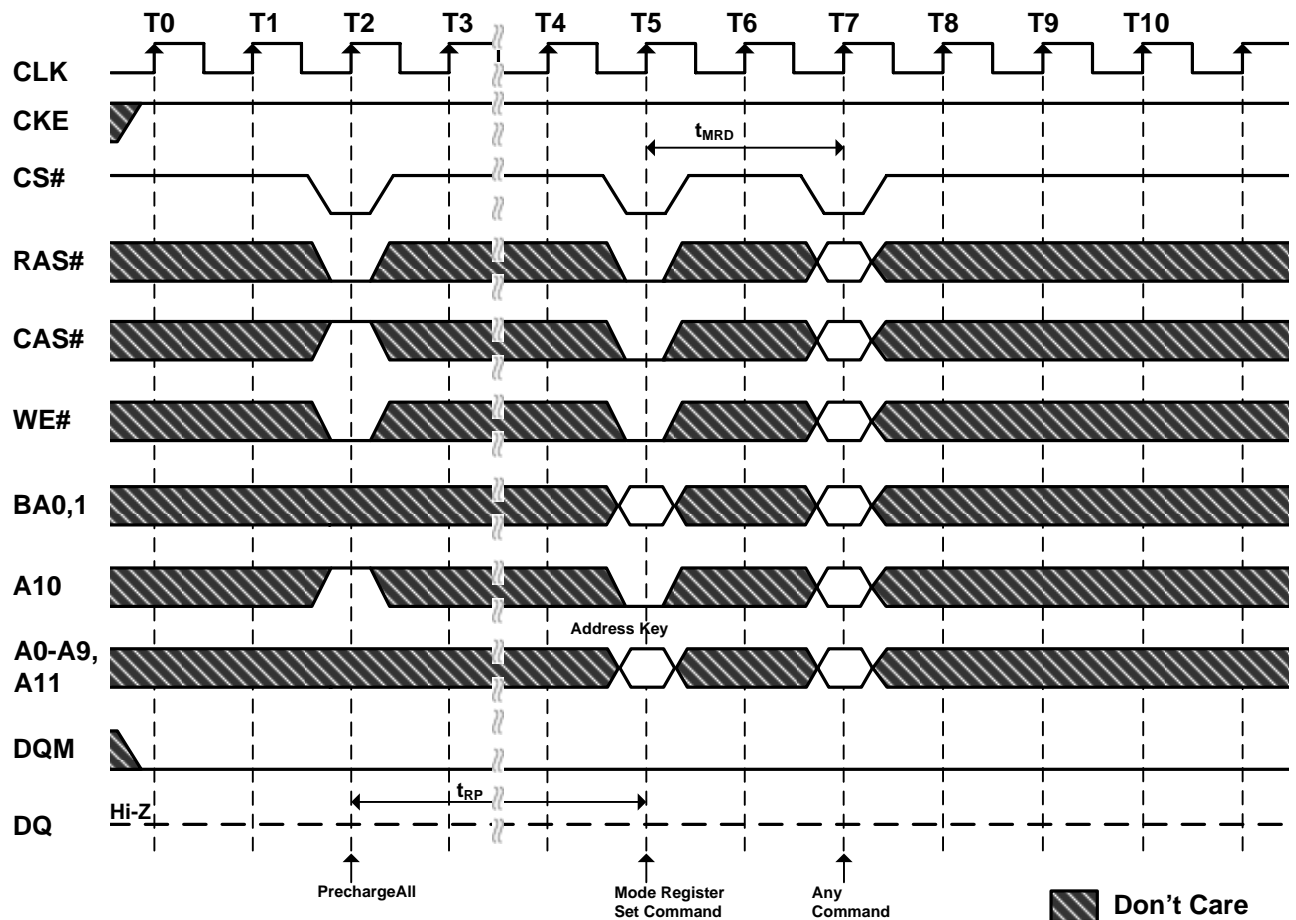 T0 T1 T2 T3 T4 T5 T6 T7 T8 T9 T10
CLK
CKE
tMRD
CS#
RAS#
CAS#
WE#
BA0,1
A10
Address Key
A0-A9,
A11
DQM
tRP
Hi-Z
DQ
PrechargeAll
Mode Register
Set Command
Any
Command
Don't Care